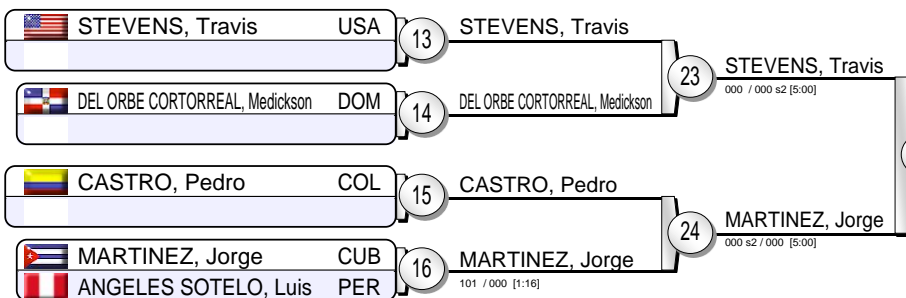 STEVENS, Travis USA
13
STEVENS, Travis
DEL ORBE CORTORREAL, Medickson DOM
14
DEL ORBE CORTORREAL, Medickson
23
STEVENS, Travis
000 / 000 s2 [5:00]
CASTRO, Pedro COL
15
CASTRO, Pedro
MARTINEZ, Jorge CUB
ANGELES SOTELO, Luis PER
16
MARTINEZ, Jorge
101 / 000 [1:16]
24
MARTINEZ, Jorge
000 s2 / 000 [5:00]